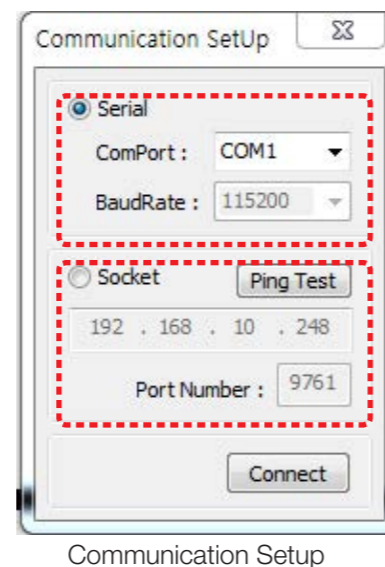 Communication SetUp
Serial
ComPort : COM1
BaudRate : 115200
Socket Ping Test
192 . 168 . 10 . 248
Port Number : 9761
Connect
Communication Setup